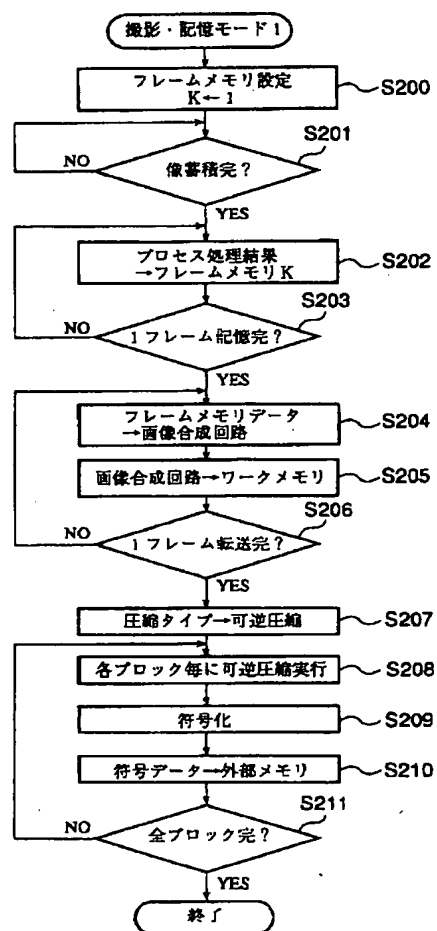 撮影・記憶モード1
フレームメモリ設定
K←1
S200
S201
像蓄積完?
NO
YES
プロセス処理結果
→フレームメモリK
S202
S203
1フレーム記憶完?
NO
YES
フレームメモリデータ
→画像合成回路
S204
画像合成回路→ワークメモリ
S205
S206
1フレーム転送完?
NO
YES
圧縮タイプ→可逆圧縮
S207
各ブロック毎に可逆圧縮実行
S208
符号化
S209
符号データ→外部メモリ
S210
S211
全ブロック完?
NO
YES
終了